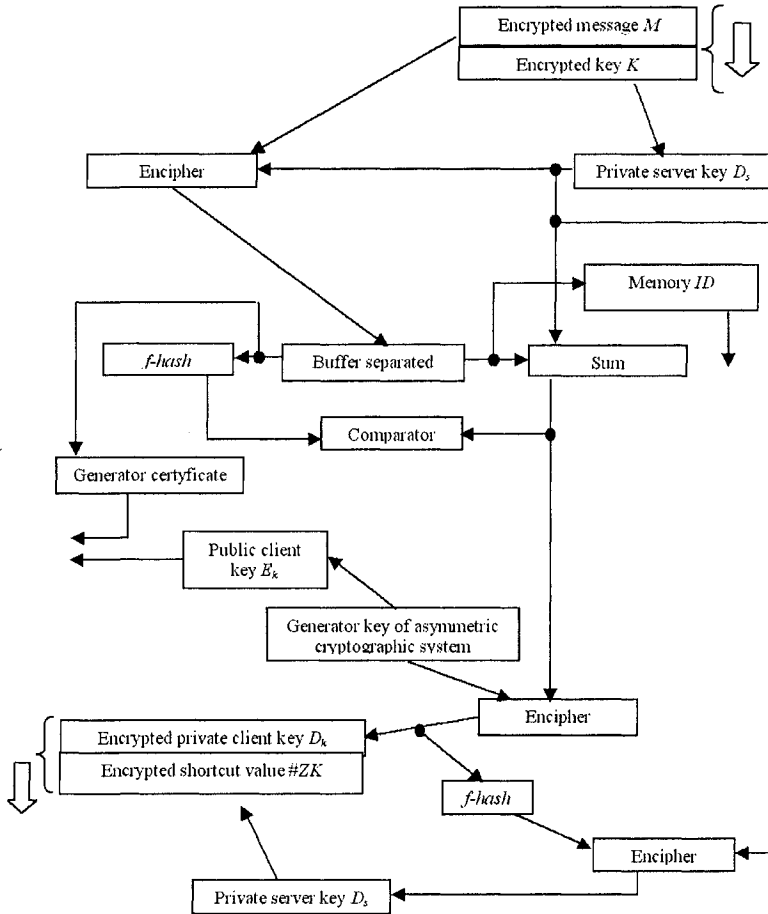 Encrypted message M
Encrypted key K
Encipher
Private server key Ds
Memory ID
f-hash
Buffer separated
Sum
Comparator
Generator certyficate
Public client
key Ek
Generator key of asymmetric
cryptographic system
Encipher
Encrypted private client key Dk
Encrypted shortcut value #ZK
f-hash
Encipher
Private server key Ds